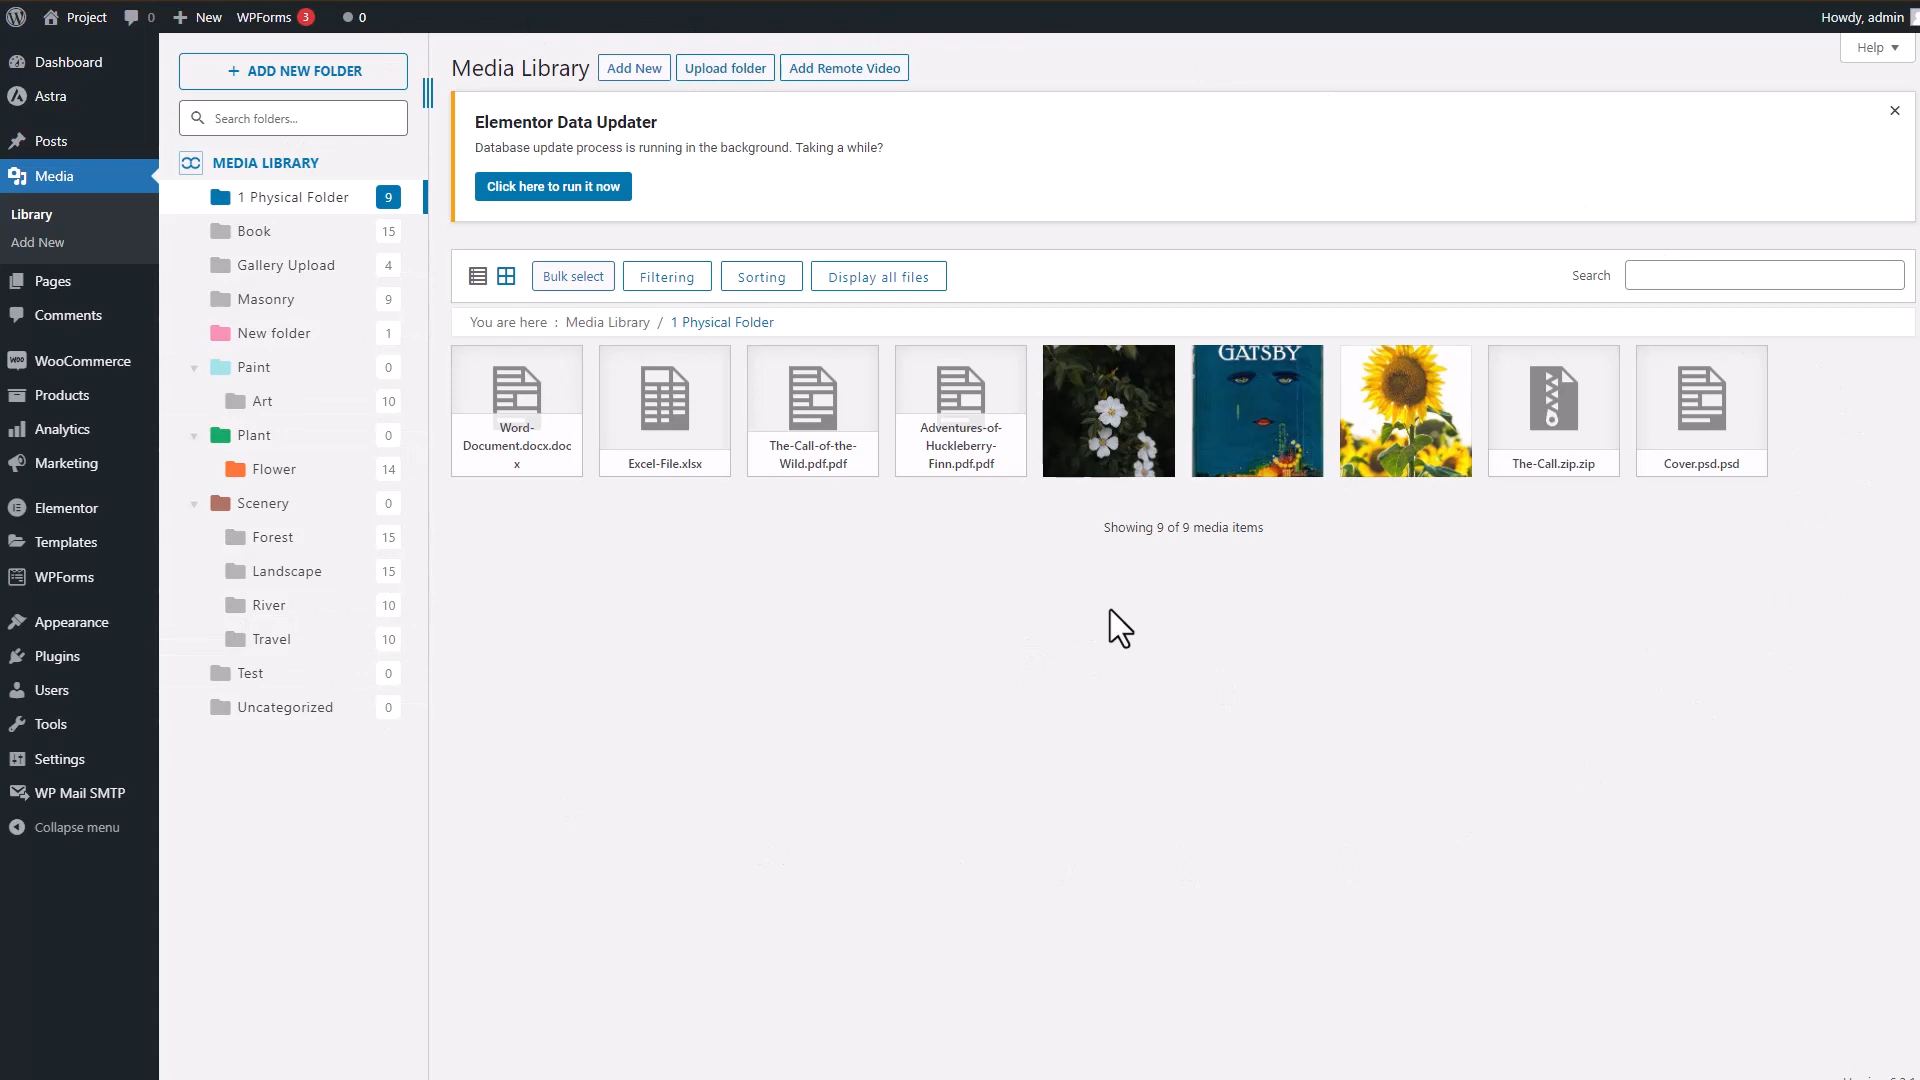 Project
0
New
WPForms 3
0
Howdy, admin
Dashboard
Astra
Posts
Media
Library
Add New
Pages
Comments
WooCommerce
Products
Analytics
Marketing
Elementor
Templates
WPForms
Appearance
Plugins
Users
Tools
Settings
WP Mail SMTP
Collapse menu
+ ADD NEW FOLDER
Search folders...
MEDIA LIBRARY
1 Physical Folder 9
Book 15
Gallery Upload 4
Masonry 9
New folder 1
Paint 0
Art 10
Plant 0
Flower 14
Scenery 0
Forest 15
Landscape 15
River 10
Travel 10
Test 0
Uncategorized 0
Help
Media Library
Add New
Upload folder
Add Remote Video
Elementor Data Updater
Database update process is running in the background. Taking a while?
Click here to run it now
Bulk select
Filtering
Sorting
Display all files
Search
You are here : Media Library / 1 Physical Folder
Word-
Document.docx.doc
x
Excel-File.xlsx
The-Call-of-the-
Wild.pdf.pdf
Adventures-of-
Huckleberry-
Finn.pdf.pdf
GATSBY
The-Call.zip.zip
Cover.psd.psd
Showing 9 of 9 media items